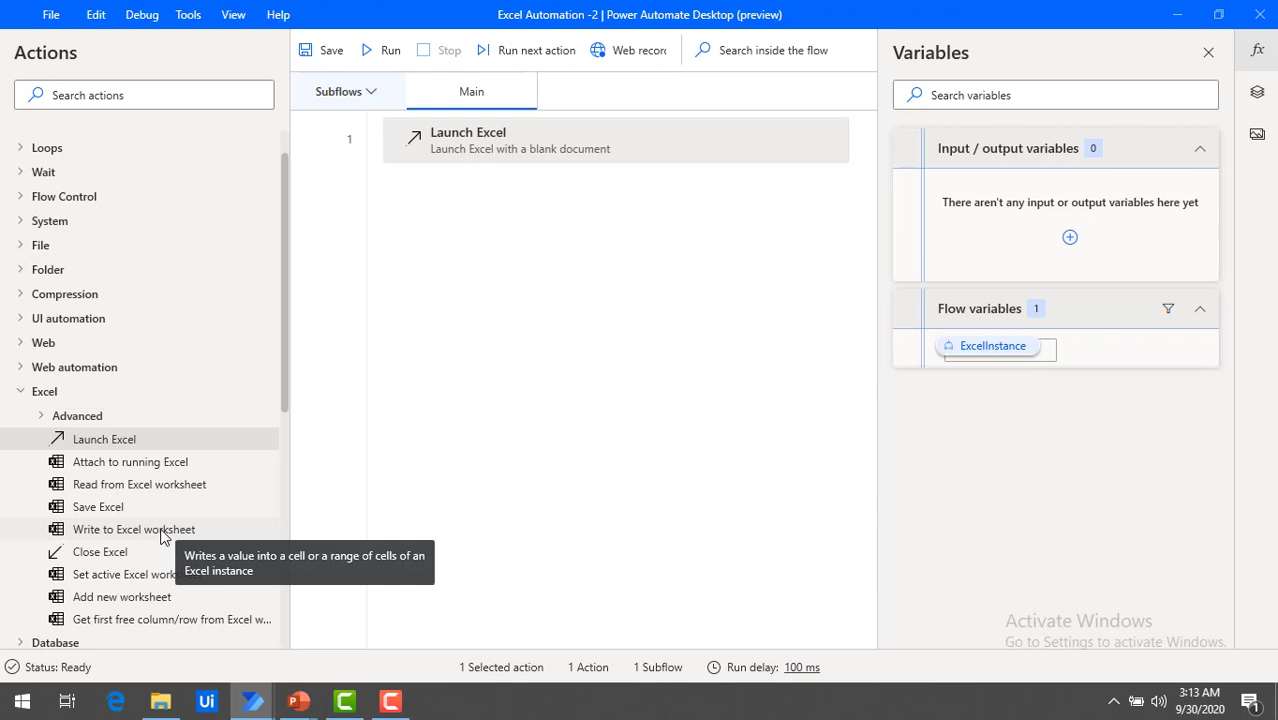 File Edit Debug Tools View Help
Excel Automation -2 | Power Automate Desktop (preview)
Actions
Search actions
Loops
Wait
Flow Control
System
File
Folder
Compression
UI automation
Web
Web automation
Excel
Advanced
Launch Excel
Attach to running Excel
Read from Excel worksheet
Save Excel
Write to Excel worksheet
Close Excel
Set active Excel
Add new worksheet
Get first free column/row from Excel w...
Database
Writes a value into a cell or a range of cells of an
Excel instance
Save Run Stop Run next action Web recorc Search inside the flow
Subflows Main
1
Launch Excel
Launch Excel with a blank document
Variables
fx
Search variables
Input / output variables 0
There aren't any input or output variables here yet
Flow variables 1
ExcelInstance
Activate Windows
Go to Settings to activate Windows.
Status: Ready 1 Selected action 1 Action 1 Subflow Run delay: 100 ms
Ui
P
C
C
3:13 AM
9/30/2020
1